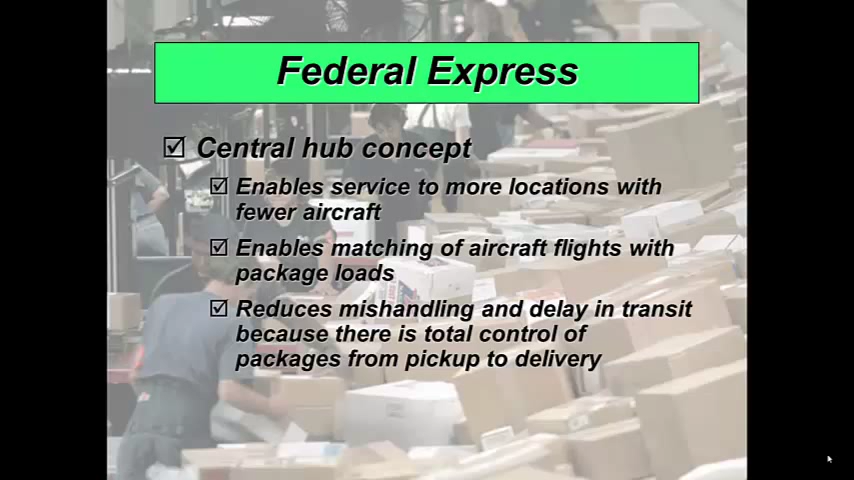 Federal Express
Central hub concept
Enables service to more locations with
fewer aircraft
Enables matching of aircraft flights with
package loads
Reduces mishandling and delay in transit
because there is total control of
packages from pickup to delivery